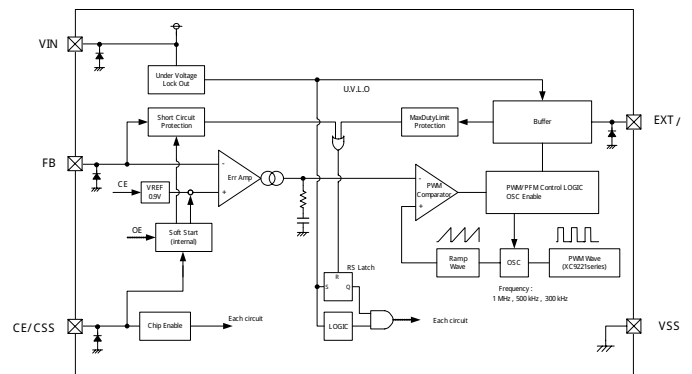 VIN
Under Voltage
Lock Out
U.V.L.O
Short Circuit
Protection
MaxDutyLimit
Protection
Buffer
EXT/
FB
CE
VREF
0.9V
-
+
Err Amp
-
+
PWM
Comparator
PWM/PFM Control LOGIC
OSC Enable
OE
Soft Start
(internal)
Ramp
Wave
OSC
PWM Wave
(XC9221series)
Frequency :
1 MHz , 500 kHz , 300 kHz
RS Latch
R
S
Q
LOGIC
Each circuit
CE/CSS
Chip Enable
Each circuit
VSS